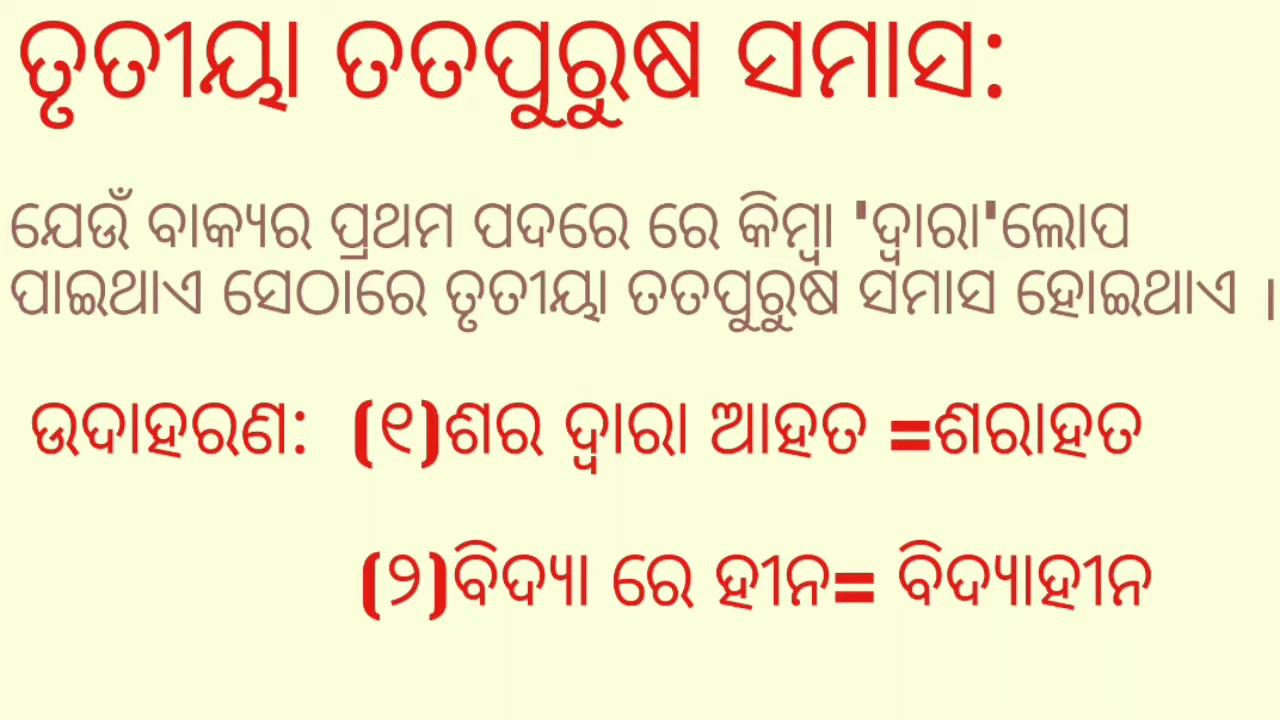 ତୃତୀୟା ତତପୁରୁଷ ସମାସ:
ଯେଉଁ ବାକ୍ୟର ପ୍ରଥମ ପଦରେ ରେ କିମ୍ବା 'ଦ୍ୱାରା'ଲୋପ
ପାଇଥାଏ ସେଠାରେ ତୃତୀୟା ତତପୁରୁଷ ସମାସ ହୋଇଥାଏ ।
ଉଦାହରଣ: (୧)ଶର ଦ୍ୱାରା ଆହତ =ଶରାହତ
(୨)ବିଦ୍ୟା ରେ ହୀନ= ବିଦ୍ୟାହୀନ